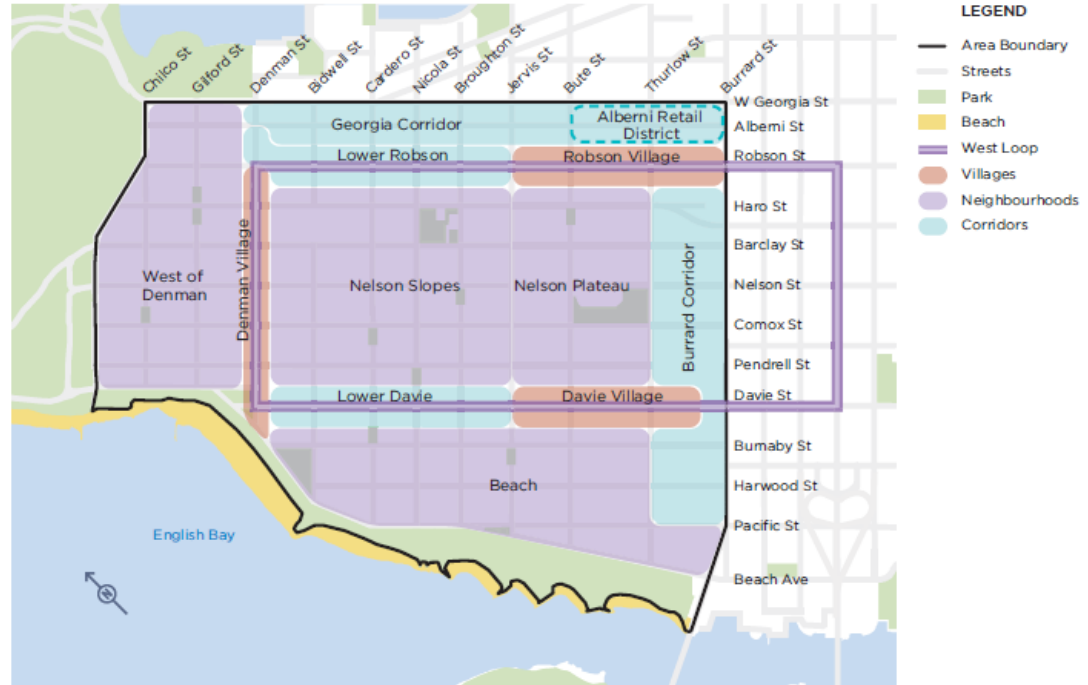 LEGEND
Area Boundary
Streets
Park
Beach
West Loop
Villages
Neighbourhoods
Corridors
Chilco St
Gilford St
Denman St
Bidwell St
Cardero St
Nicola St
Broughton St
Jervis St
Bute St
Thurlow St
Burrard St
W Georgia St
Alberni St
Robson St
Haro St
Barclay St
Nelson St
Comox St
Pendrell St
Davie St
Burnaby St
Harwood St
Pacific St
Beach Ave
Georgia Corridor
Alberni Retail
District
Lower Robson
Robson Village
West of
Denman
Denman Village
Nelson Slopes
Nelson Plateau
Burrard Corridor
Lower Davie
Davie Village
Beach
English Bay
N